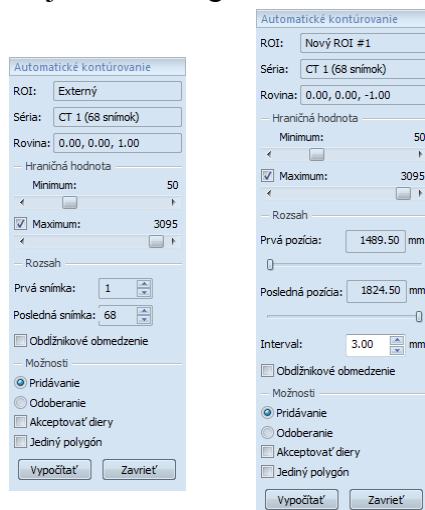 Automatické kontúrovanie
ROI: Externý
Séria: CT 1 (68 snímok)
Rovina: 0.00, 0.00, 1.00
Hraničná hodnota
Minimum: 50
Maximum: 3095
Rozsah
Prvá snímka: 1
Posledná snímka: 68
Obdĺžnikové obmedzenie
Možnosti
Pridávanie
Odoberanie
Akceptovať diery
Jediný polygón
Vypočítať Zavrieť
Automatické kontúrovanie
ROI: Nový ROI #1
Séria: CT 1 (68 snímok)
Rovina: 0.00, 0.00, -1.00
Hraničná hodnota
Minimum: 50
Maximum: 3095
Rozsah
Prvá pozícia: 1489.50 mm
Posledná pozícia: 1824.50 mm
Interval: 3.00 mm
Obdĺžnikové obmedzenie
Možnosti
Pridávanie
Odoberanie
Akceptovať diery
Jediný polygón
Vypočítať Zavrieť